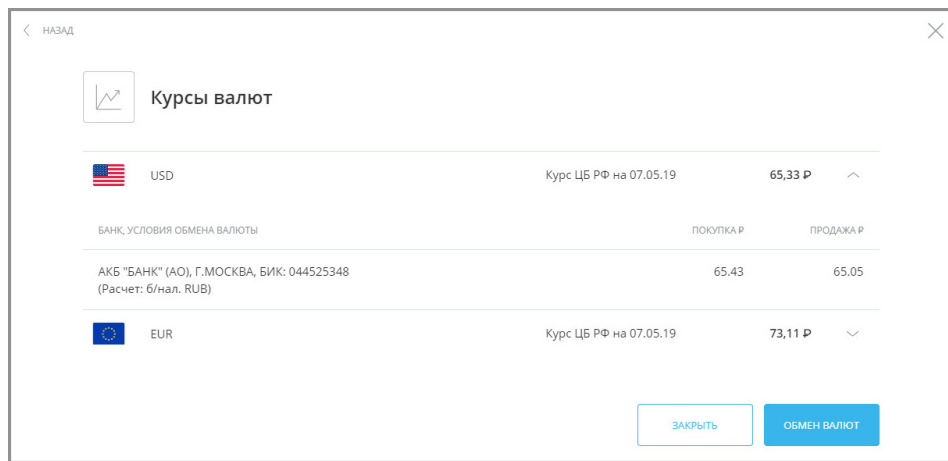 НАЗАД
Курсы валют
USD Курс ЦБ РФ на 07.05.19 65,33 ₽
БАНК, УСЛОВИЯ ОБМЕНА ВАЛЮТЫ ПОКУПКА ₽ ПРОДАЖА ₽
АКБ "БАНК" (АО), Г.МОСКВА, БИК: 044525348 65.43 65.05
(Расчет: б/нал. RUB)
EUR Курс ЦБ РФ на 07.05.19 73,11 ₽
ЗАКРЫТЬ ОБМЕН ВАЛЮТ